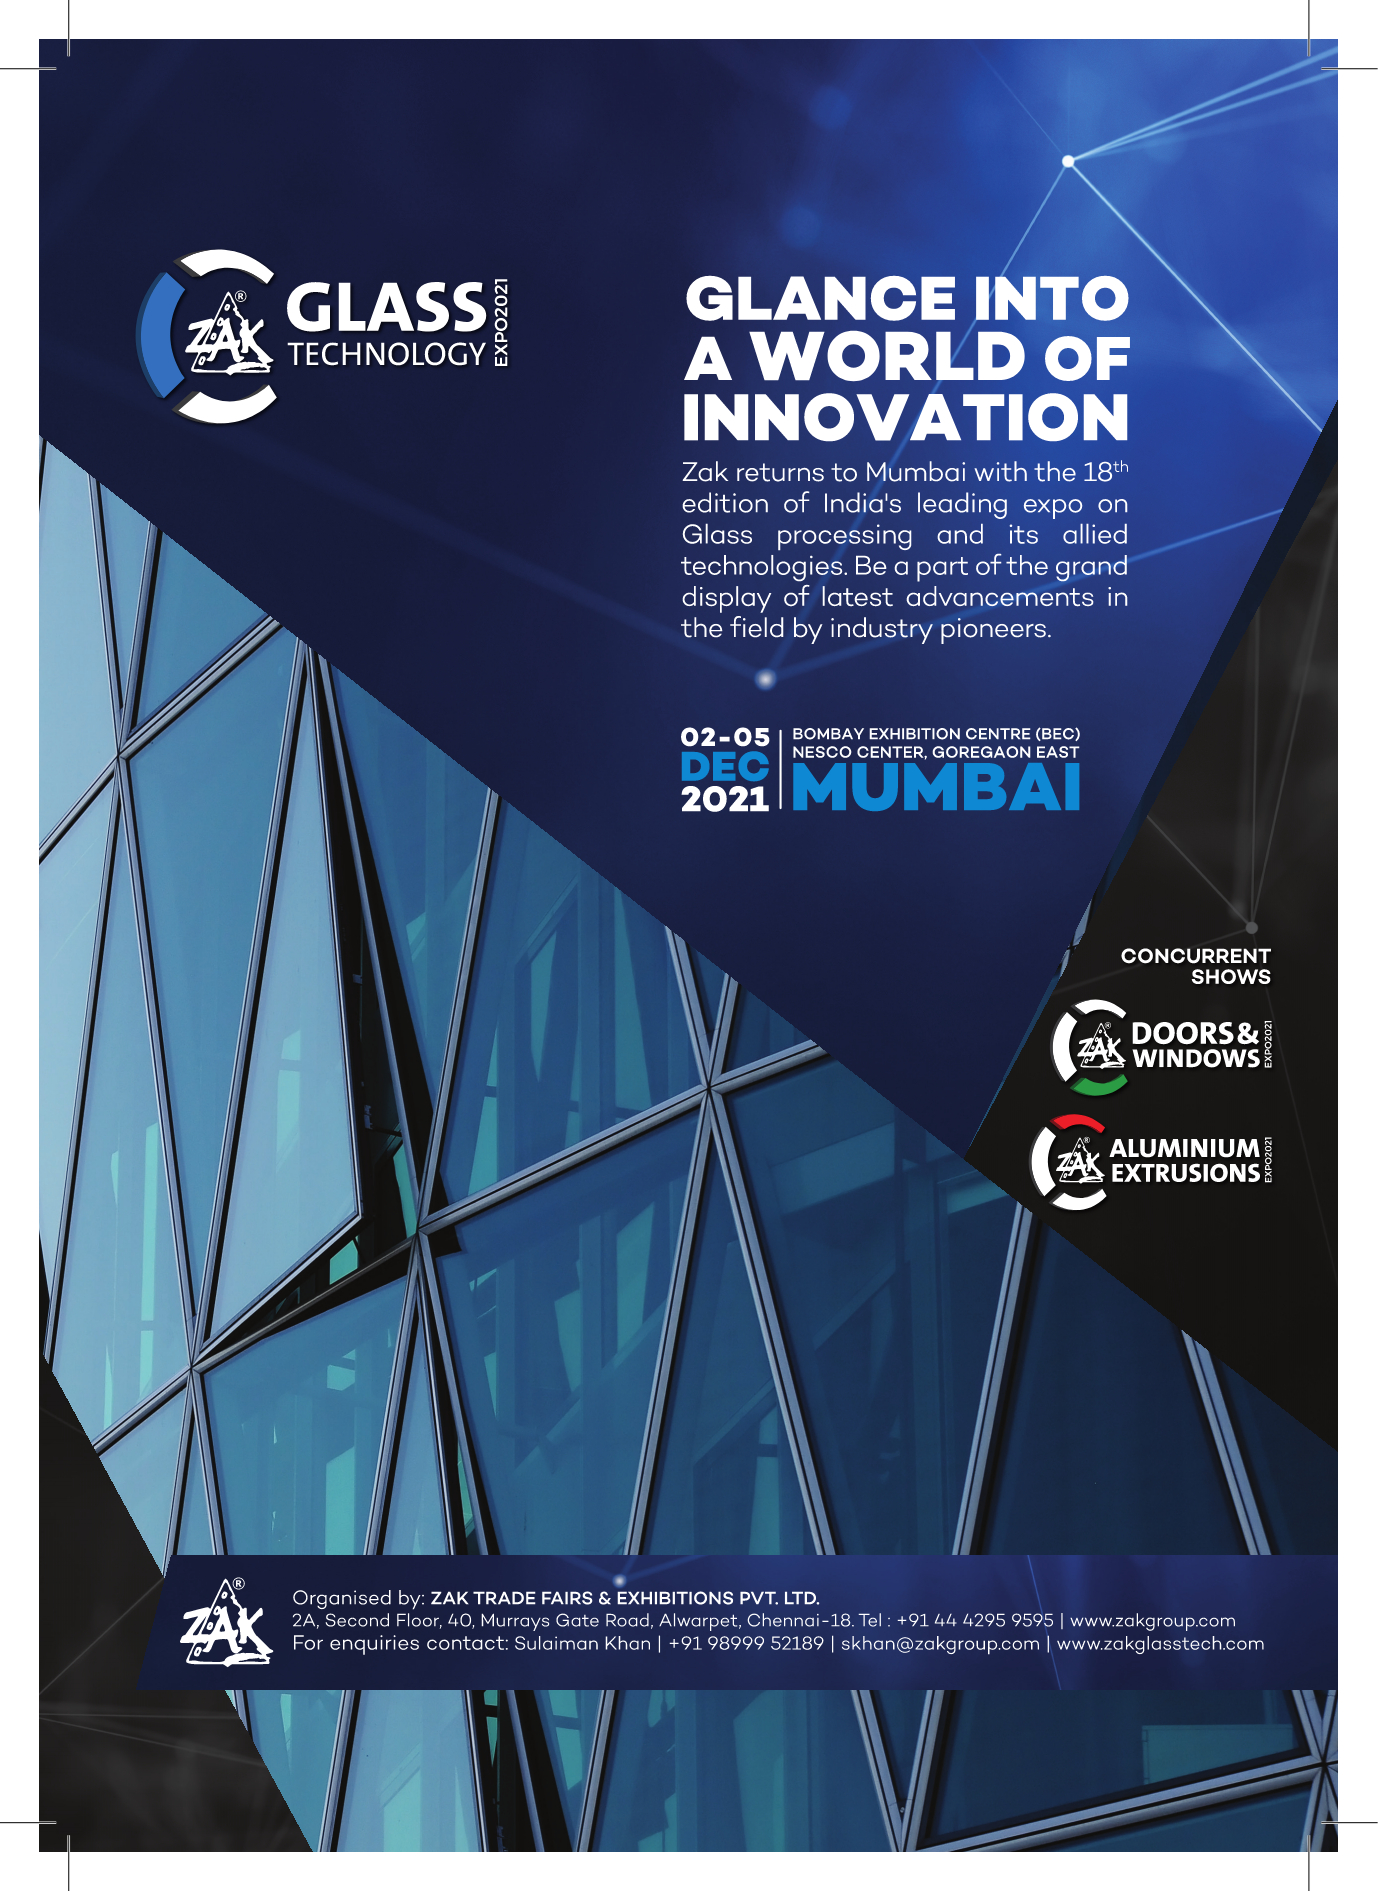 ZAK®
GLASS
TECHNOLOGY
EXPO2021
GLANCE INTO
A WORLD OF
INNOVATION
Zak returns to Mumbai with the 18th
edition of India's leading expo on
Glass processing and its allied
technologies. Be a part of the grand
display of latest advancements in
the field by industry pioneers.
02-05
DEC
2021
BOMBAY EXHIBITION CENTRE (BEC)
NESCO CENTER, GOREGAON EAST
MUMBAI
CONCURRENT
SHOWS
ZAK®
DOORS&
WINDOWS
EXPO2021
ZAK®
ALUMINIUM
EXTRUSIONS
EXPO2021
ZAK®
Organised by: ZAK TRADE FAIRS & EXHIBITIONS PVT. LTD.
2A, Second Floor, 40, Murrays Gate Road, Alwarpet, Chennai-18. Tel : +91 44 4295 9595 | www.zakgroup.com
For enquiries contact: Sulaiman Khan | +91 98999 52189 | skhan@zakgroup.com | www.zakglasstech.com